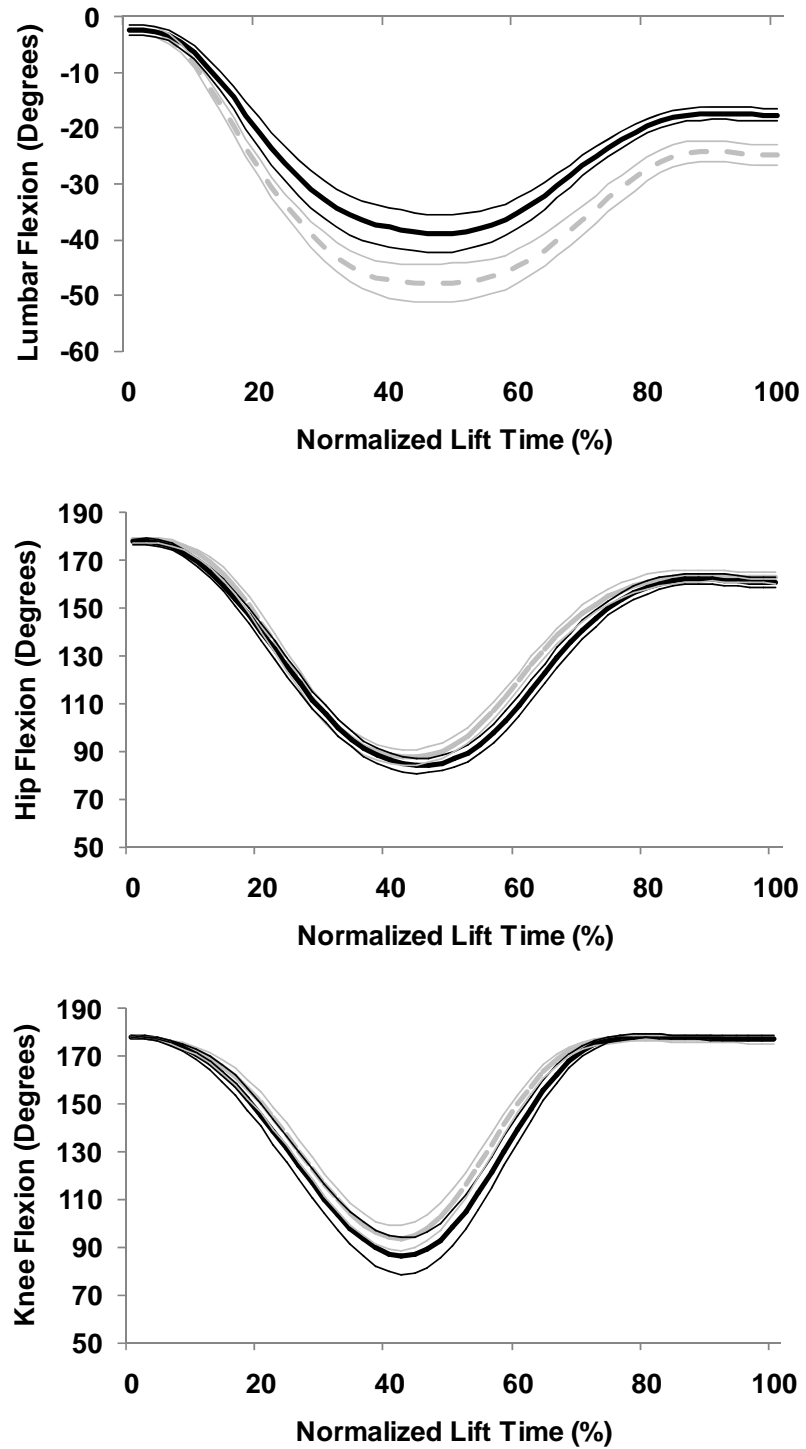 Lumbar Flexion (Degrees)
0
-10
-20
-30
-40
-50
-60
0 20 40 60 80 100
Normalized Lift Time (%)
Hip Flexion (Degrees)
190
170
150
130
110
90
70
50
0 20 40 60 80 100
Normalized Lift Time (%)
Knee Flexion (Degrees)
190
170
150
130
110
90
70
50
0 20 40 60 80 100
Normalized Lift Time (%)